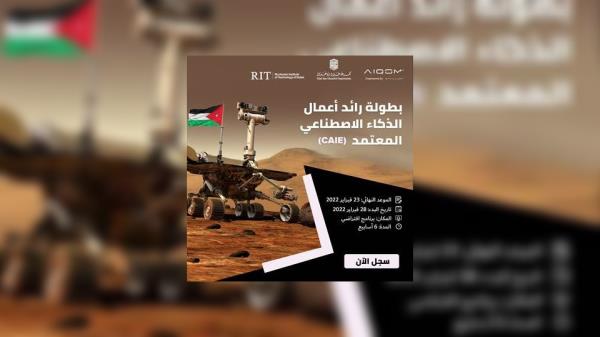 RIT
AIQOM
بطولة رائد أعمال
الذكاء الاصطناعي
المعتمد (CAIE)
الموعد النهائي: 23 فبراير 2022
تاريخ البدء: 28 فبراير 2022
المكان: برنامج افتراضي
المدة: 6 أسابيع
سجل الآن